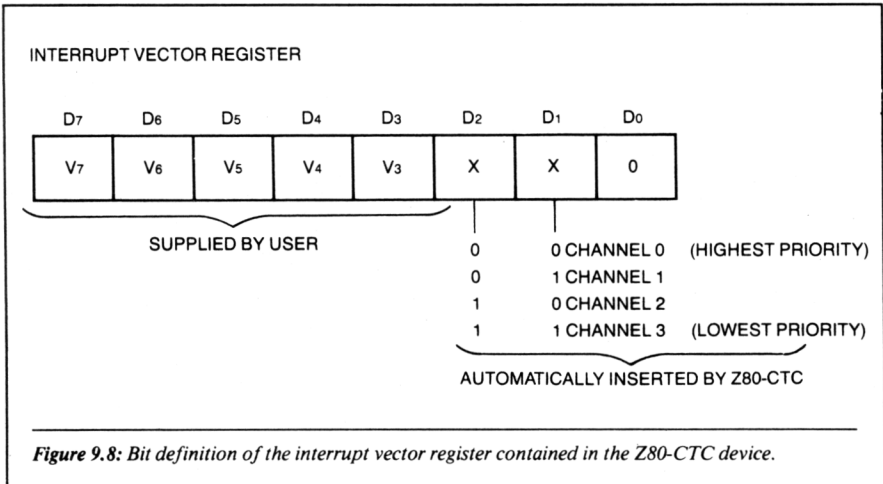 INTERRUPT VECTOR REGISTER
D7 D6 D5 D4 D3 D2 D1 D0
V7 V6 V5 V4 V3 X X 0
SUPPLIED BY USER
0 0 CHANNEL 0 (HIGHEST PRIORITY)
0 1 CHANNEL 1
1 0 CHANNEL 2
1 1 CHANNEL 3 (LOWEST PRIORITY)
AUTOMATICALLY INSERTED BY Z80-CTC
Figure 9.8: Bit definition of the interrupt vector register contained in the Z80-CTC device.